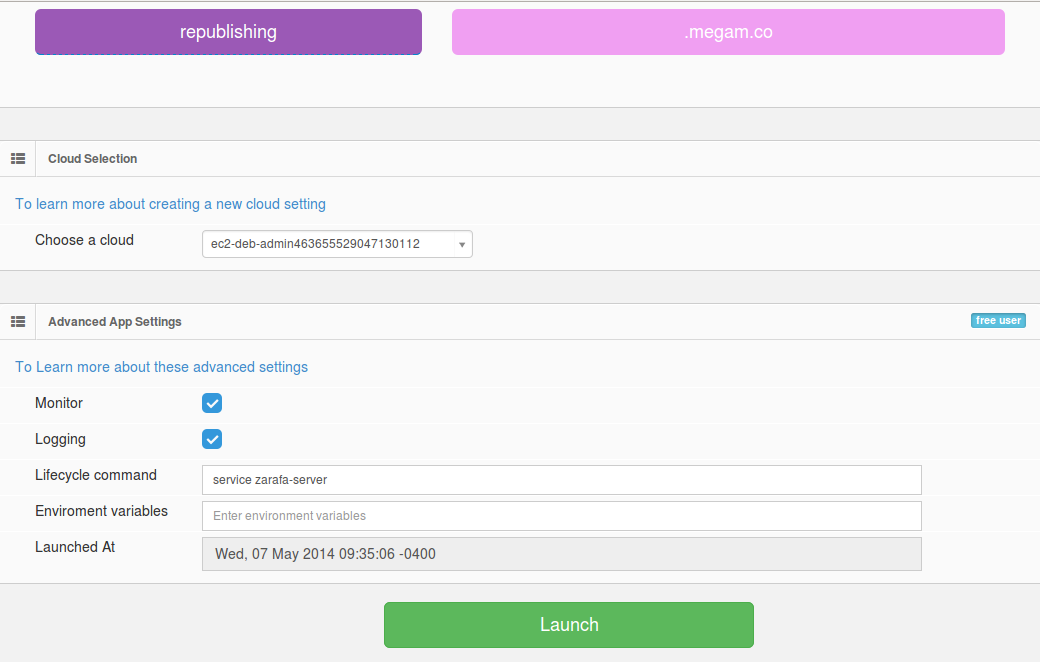 republishing .megam.co
Cloud Selection
To learn more about creating a new cloud setting
Choose a cloud ec2-deb-admin463655529047130112
Advanced App Settings free user
To Learn more about these advanced settings
Monitor
Logging
Lifecycle command service zarafa-server
Enviroment variables Enter environment variables
Launched At Wed, 07 May 2014 09:35:06 -0400
Launch